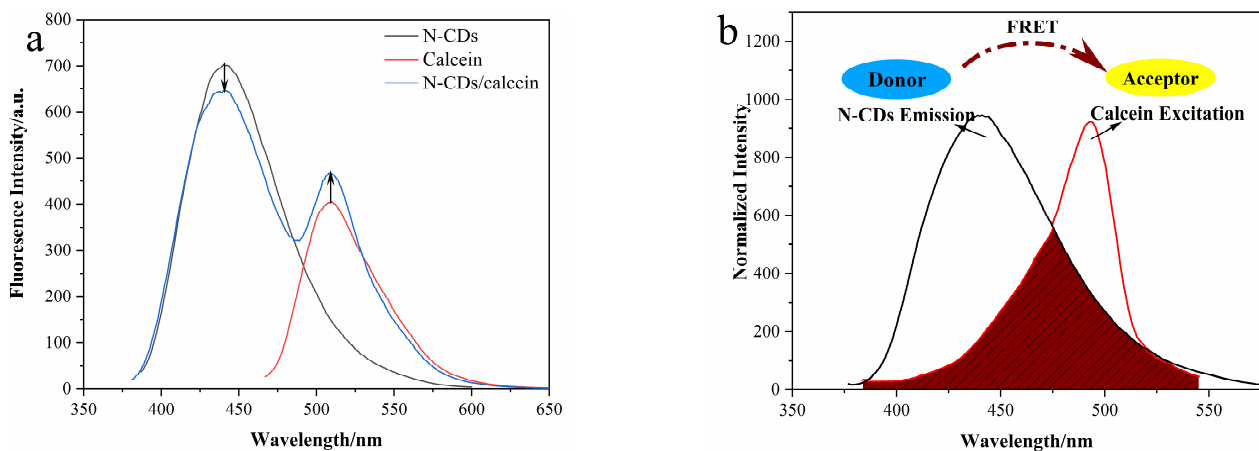 a
N-CDs
Calcein
N-CDs/calcein
800
700
600
500
400
300
200
100
0
Fluoresence Intensity/a.u.
350
400
450
500
550
600
650
Wavelength/nm
b
FRET
Donor
Acceptor
N-CDs Emission
Calcein Excitation
1200
1000
800
600
400
200
0
Normalized Intensity
350
400
450
500
550
Wavelength/nm